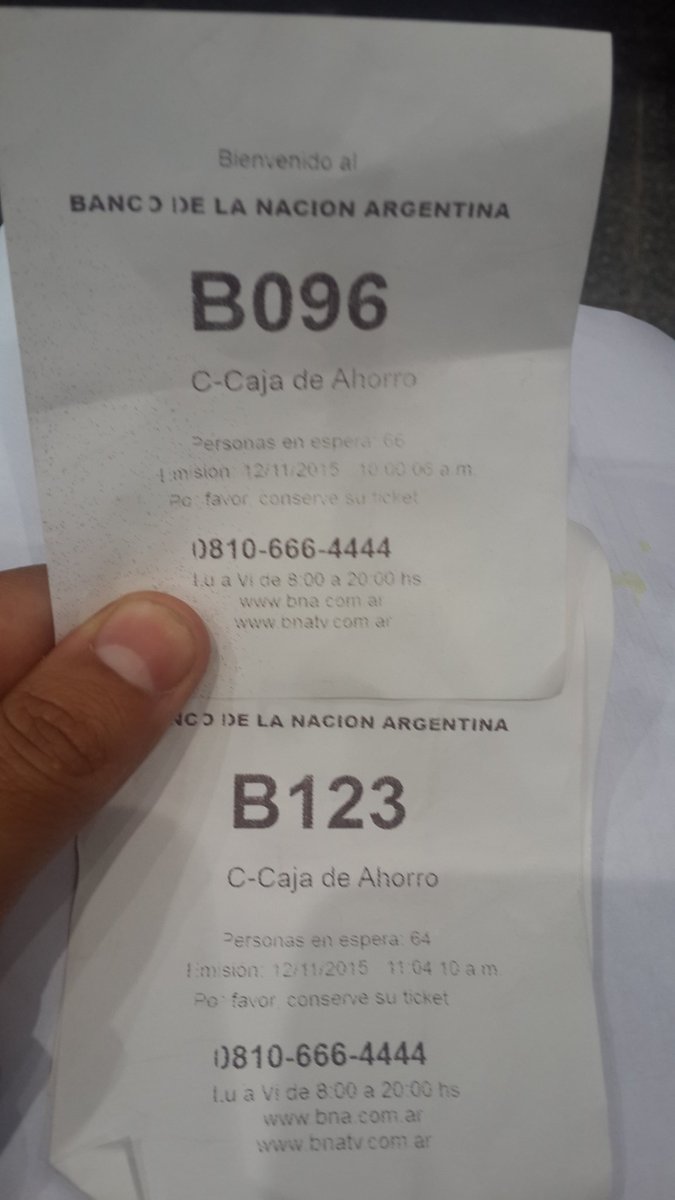 Bienvenido al
BANCO DE LA NACION ARGENTINA
B096
C-Caja de Ahorro
Personas en espera: 66
Emisión: 12/11/2015 10:00:06 a.m.
Por favor, conserve su ticket
0810-666-4444
Lu a Vi de 8:00 a 20:00 hs
www.bna.com.ar
www.bnatv.com.ar
NCO DE LA NACION ARGENTINA
B123
C-Caja de Ahorro
Personas en espera: 64
Emisión: 12/11/2015 11:04:10 a.m.
Por favor, conserve su ticket
0810-666-4444
Lu a Vi de 8:00 a 20:00 hs
www.bna.com.ar
www.bnatv.com.ar